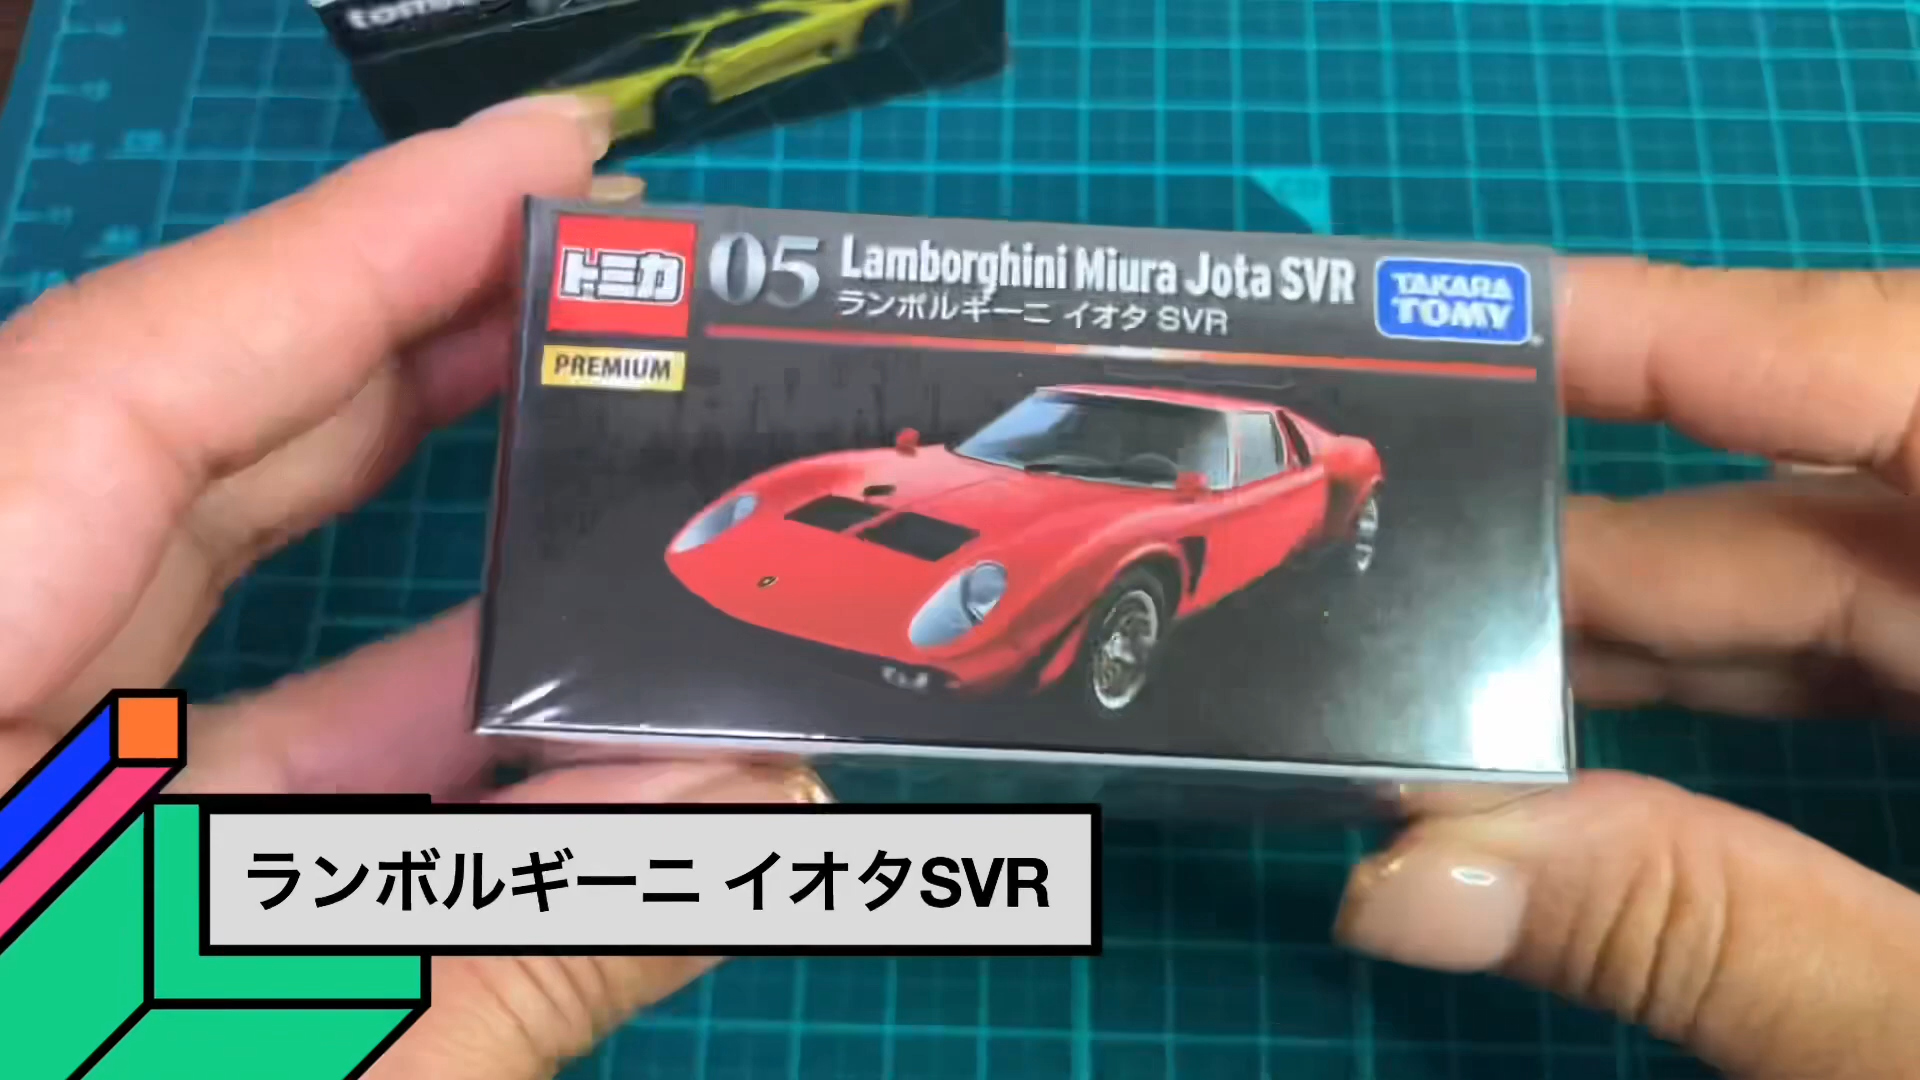 トミカ
05
Lamborghini Miura Jota SVR
ランボルギーニ イオタ SVR
TAKARA
TOMY
PREMIUM
ランボルギーニ イオタSVR